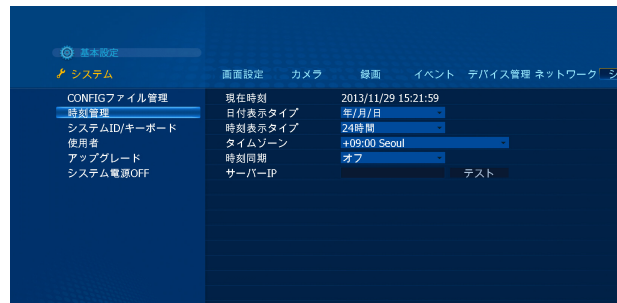 基本設定
システム
画面設定 カメラ 録画 イベント デバイス管理 ネットワーク シ
CONFIGファイル管理
時刻管理
システムID/キーボード
使用者
アップグレード
システム電源OFF
現在時刻 2013/11/29 15:21:59
日付表示タイプ 年/月/日
時刻表示タイプ 24時間
タイムゾーン +09:00 Seoul
時刻同期 オフ
サーバーIP テスト